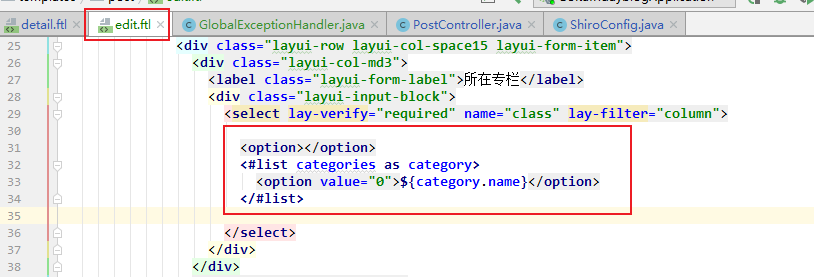 detail.ftl edit.ftl GlobalExceptionHandler.java PostController.java ShiroConfig.java
25 <div class="layui-row layui-col-space15 layui-form-item">
26 <div class="layui-col-md3">
27 <label class="layui-form-label">所在专栏</label>
28 <div class="layui-input-block">
29 <select lay-verify="required" name="class" lay-filter="column">
30
31 <option></option>
32 <#list categories as category>
33 <option value="0">${category.name}</option>
34 </#list>
35
36 </select>
37 </div>
38 </div>